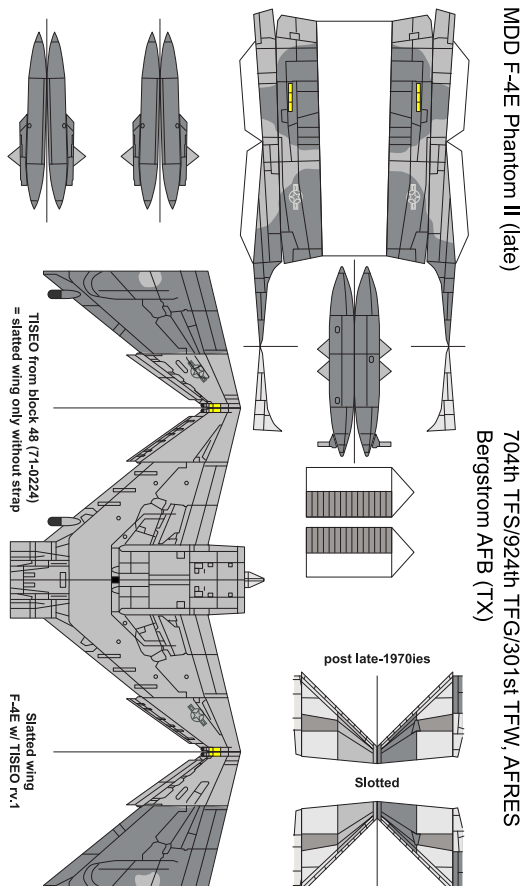 MDD F-4E Phantom II (late)
704th TFS/924th TFG/301st TFW, AFRES
Bergstrom AFB (TX)
TISEO from block 48 (71-0224)
= slatted wing only without strap
post late-1970ies
Slotted
Slatted wing
F-4E w/ TISEO rv.1